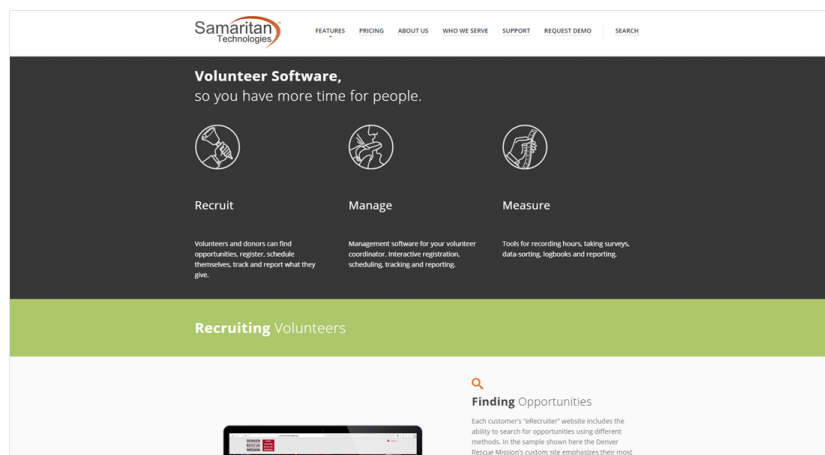 Samaritan
Technologies
FEATURES PRICING ABOUT US WHO WE SERVE SUPPORT REQUEST DEMO SEARCH
Volunteer Software,
so you have more time for people.
Recruit
Manage
Measure
Volunteers and donors can find
opportunities, register, schedule
themselves, track and report what they
give.
Management software for your volunteer
coordinator. Interactive registration,
scheduling, tracking and reporting.
Tools for recording hours, taking surveys,
data-sorting, logbooks and reporting.
Recruiting Volunteers
Finding Opportunities
Each customer's "eRecruiter" website includes the
ability to search for opportunities using different
methods. In the sample shown here the Denver
Rescue Mission's custom site emphasizes their most
DENVER
RESCUE
MISSION